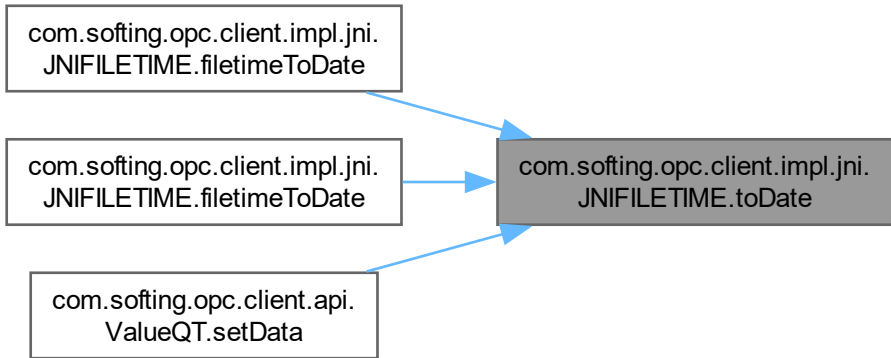 com.softing.opc.client.impl.jni.
JNIFILETIME.filetimeToDate
com.softing.opc.client.impl.jni.
JNIFILETIME.filetimeToDate
com.softing.opc.client.impl.jni.
JNIFILETIME.toDate
com.softing.opc.client.api.
ValueQT.setData